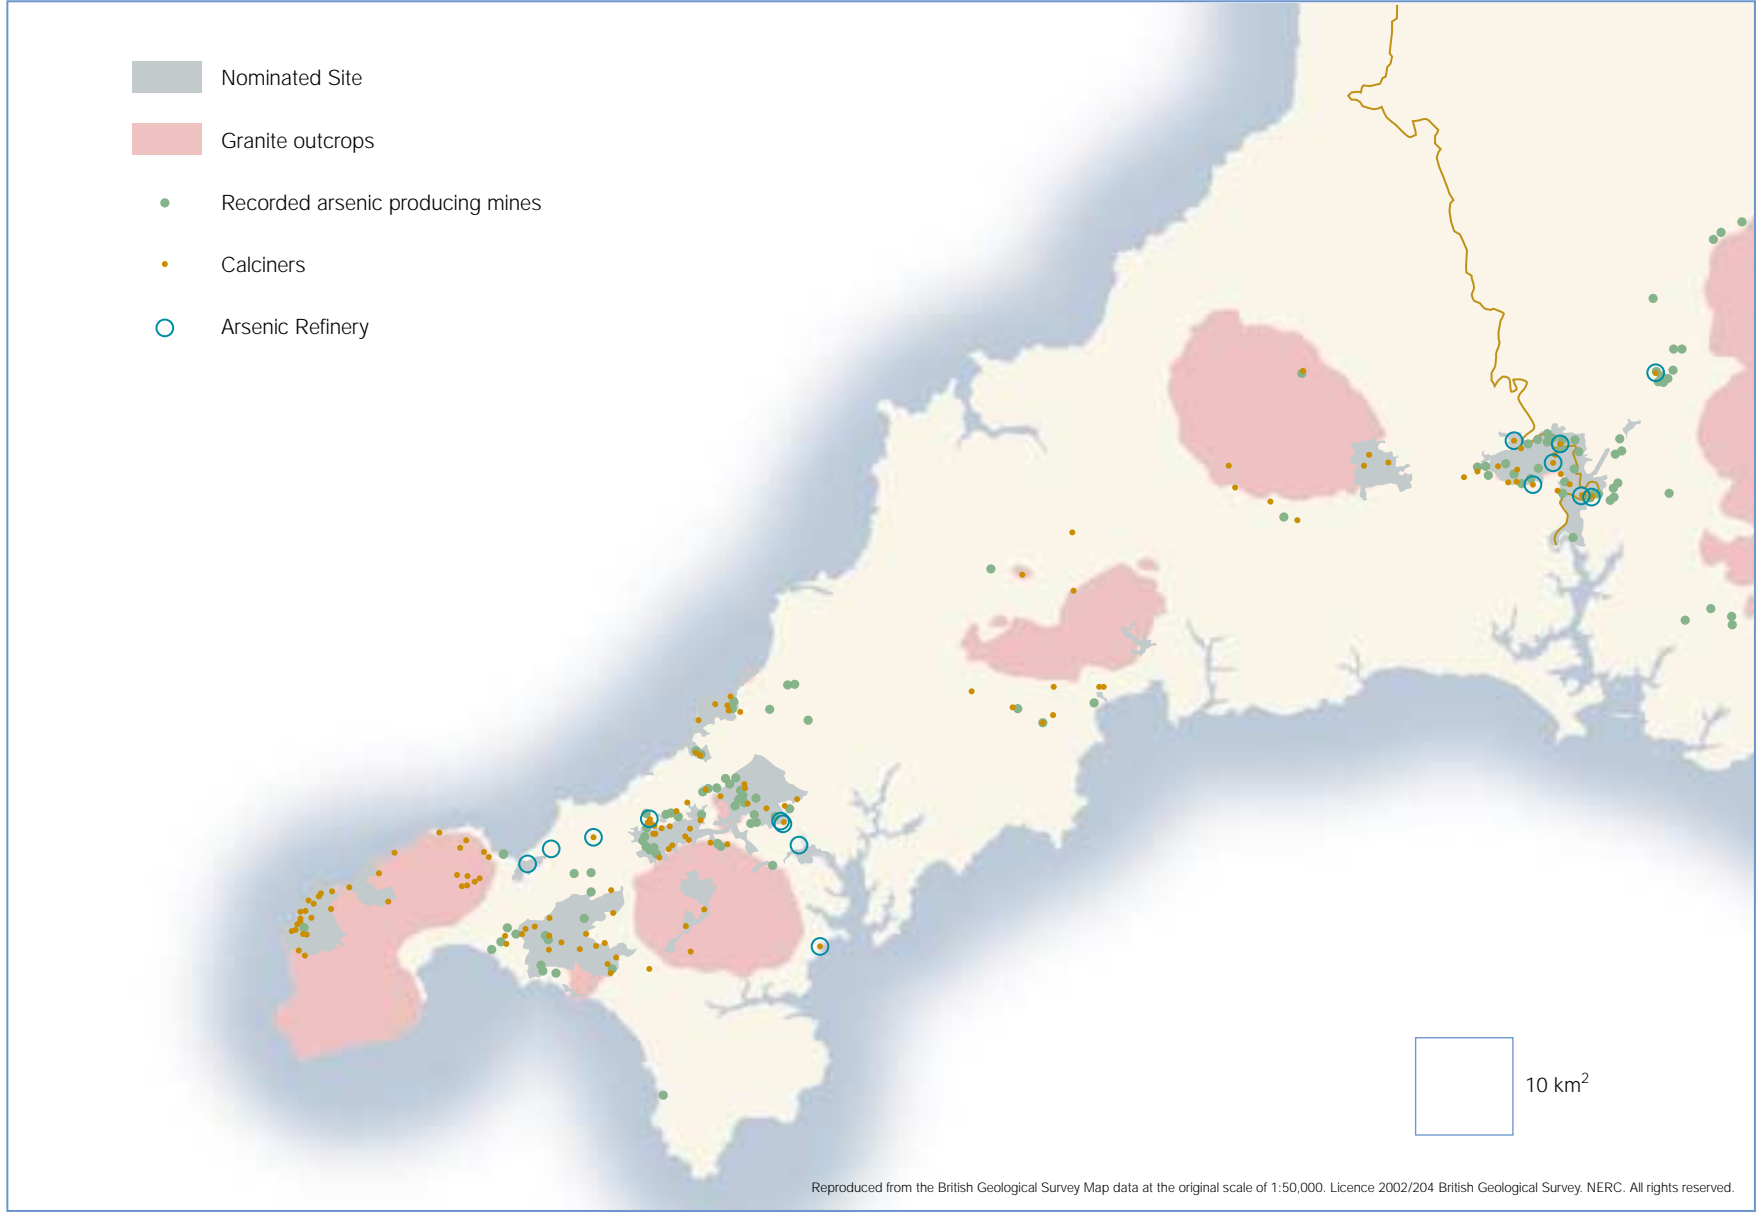 Nominated Site
Granite outcrops
Recorded arsenic producing mines
Calciners
Arsenic Refinery
10 km²
Reproduced from the British Geological Survey Map data at the original scale of 1:50,000. Licence 2002/204 British Geological Survey. NERC. All rights reserved.